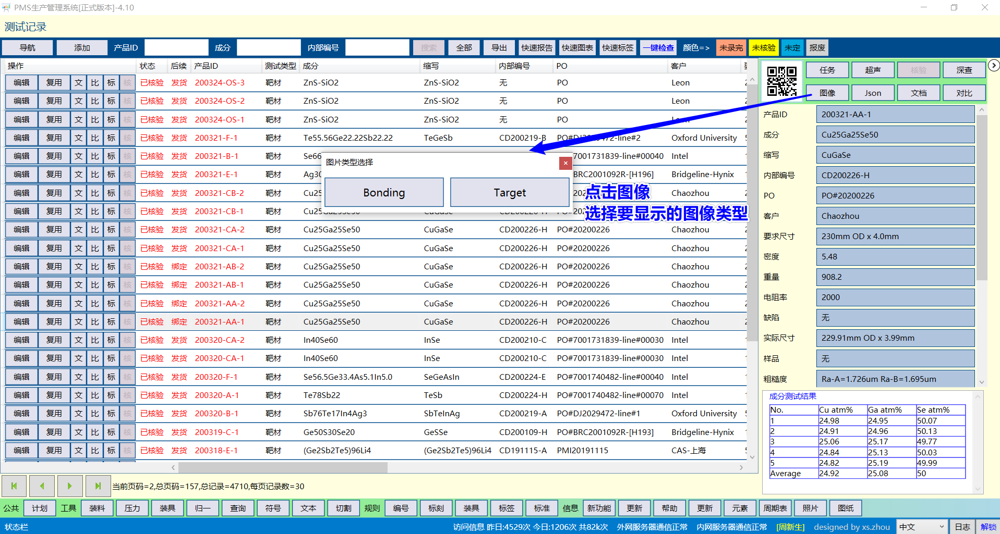 PMS生产管理系统[正式版本]-4.10
测试记录
导航 添加 产品ID 成分 内部编号 搜索 全部 导出 快速报告 快速图表 快速标签 一键检查 颜色=> 未录完 未核验 未定 报废
操作 状态 后续 产品ID 测试类型 成分 缩写 内部编号 PO 客户
编辑 复用 文 比 标 核 已核验 发货 200324-OS-3 靶材 ZnS-SiO2 ZnS-SiO2 无 PO Leon
编辑 复用 文 比 标 核 已核验 发货 200324-OS-2 靶材 ZnS-SiO2 ZnS-SiO2 无 PO Leon
编辑 复用 文 比 标 核 已核验 发货 200324-OS-1 靶材 ZnS-SiO2 ZnS-SiO2 无 PO
编辑 复用 文 比 标 核 已核验 发货 200321-F-1 靶材 Te55.56Ge22.22Sb22.22 TeGeSb CD200219-B Oxford University
编辑 复用 文 比 标 核 已核验 发货 200321-B-1 靶材 Se66 7001731839-line#00040 Intel
编辑 复用 文 比 标 核 已核验 发货 200321-E-1 靶材 Ag30 BRC2001092R-[H196] Bridgeline-Hynix
编辑 复用 文 比 标 核 已核验 发货 200321-CB-2 靶材 Cu25 Chaozhou
编辑 复用 文 比 标 核 已核验 发货 200321-CB-1 靶材 Cu25Ga25Se50 CuGaSe CD200226-H
编辑 复用 文 比 标 核 已核验 发货 200321-CA-2 靶材 Cu25Ga25Se50 CuGaSe CD200226-H PO#20200226 Chaozhou
编辑 复用 文 比 标 核 已核验 发货 200321-CA-1 靶材 Cu25Ga25Se50 CuGaSe CD200226-H PO#20200226 Chaozhou
编辑 复用 文 比 标 核 已核验 绑定 200321-AB-2 靶材 Cu25Ga25Se50 CuGaSe CD200226-H PO#20200226 Chaozhou
编辑 复用 文 比 标 核 已核验 绑定 200321-AB-1 靶材 Cu25Ga25Se50 CuGaSe CD200226-H PO#20200226 Chaozhou
编辑 复用 文 比 标 核 已核验 绑定 200321-AA-2 靶材 Cu25Ga25Se50 CuGaSe CD200226-H PO#20200226 Chaozhou
编辑 复用 文 比 标 核 已核验 绑定 200321-AA-1 靶材 Cu25Ga25Se50 CuGaSe CD200226-H PO#20200226 Chaozhou
编辑 复用 文 比 标 核 已核验 发货 200320-CA-2 靶材 In40Se60 InSe CD200210-C PO#7001731839-line#00030 Intel
编辑 复用 文 比 标 核 已核验 发货 200320-CA-1 靶材 In40Se60 InSe CD200210-C PO#7001731839-line#00030 Intel
编辑 复用 文 比 标 核 已核验 发货 200320-F-1 靶材 Se56.5Ge33.4As5.1In5.0 SeGeAsIn CD200224-E PO#7001740482-line#00040 Intel
编辑 复用 文 比 标 核 已核验 发货 200320-A-1 靶材 Te78Sb22 TeSb CD200224-H PO#7001740482-line#00070 Intel
编辑 复用 文 比 标 核 已核验 发货 200320-B-1 靶材 Sb76Te17In4Ag3 SbTeInAg CD200219-A PO#DJ2029472-line#1 Oxford University
编辑 复用 文 比 标 核 已核验 发货 200319-C-1 靶材 Ge50S30Se20 GeSSe CD200109-H PO#BRC2001092R-[H193] Bridgeline-Hynix
编辑 复用 文 比 标 核 已核验 发货 200318-E-1 靶材 (Ge2Sb2Te5)96Li4 (Ge2Sb2Te5)96Li4 CD191115-A PMI20191115 CAS-上海
图片类型选择
Bonding Target
点击图像
选择要显示的图像类型
任务 超声 核验 深查
图像 Json 文档 对比
产品ID 200321-AA-1
成分 Cu25Ga25Se50
缩写 CuGaSe
内部编号 CD200226-H
PO PO#20200226
客户 Chaozhou
要求尺寸 230mm OD x 4.0mm
密度 5.48
重量 908.2
电阻率 2000
缺陷 无
实际尺寸 229.91mm OD x 3.99mm
样品 无
粗糙度 Ra-A=1.726um Ra-B=1.695um
成分测试结果
No. Cu atm% Ga atm% Se atm%
1 24.98 24.95 50.07
2 24.91 24.96 50.13
3 25.06 25.17 49.77
4 24.84 25.13 50.03
5 24.82 25.19 49.99
Average 24.92 25.08 50
当前页码=2,总页码=157,总记录=4710,每页记录数=30
公共 计划 工具 装料 压力 装具 归一 查询 符号 文本 切割 规则 编号 标刻 装具 标签 标准 信息 新功能 更新 帮助 更新 元素 周期表 照片 图纸
状态栏 访问信息 昨日:4529次 今日:1206次 共82k次 外网服务器通信正常 内网服务器通信正常 [周新生] designed by xs.zhou 中文 日志 解锁